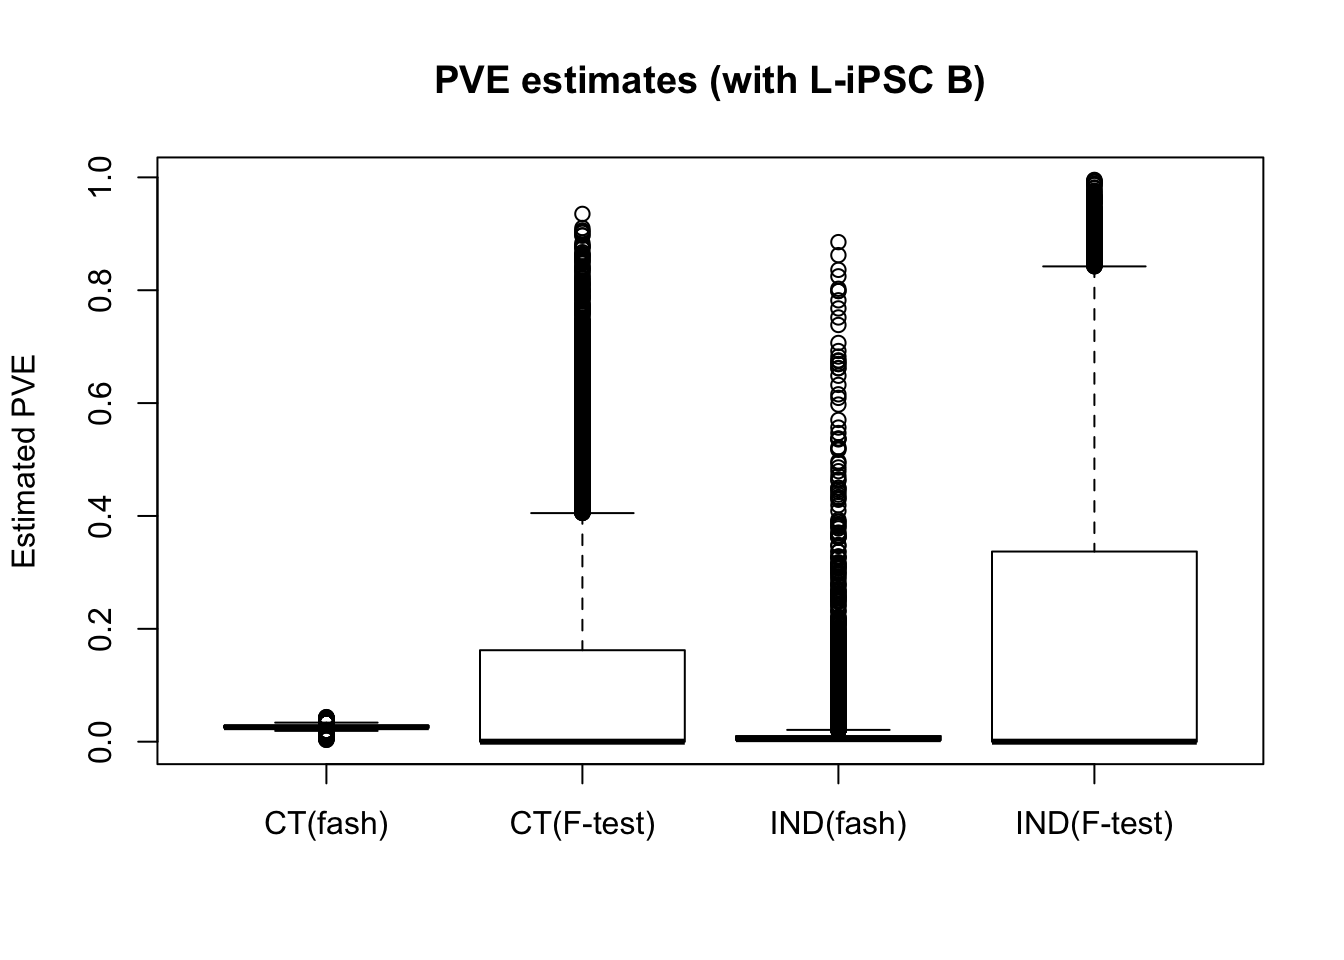 PVE estimates (with L-iPSC B)
Estimated PVE
1.0
0.8
0.6
0.4
0.2
0.0
CT(fash) CT(F-test) IND(fash) IND(F-test)